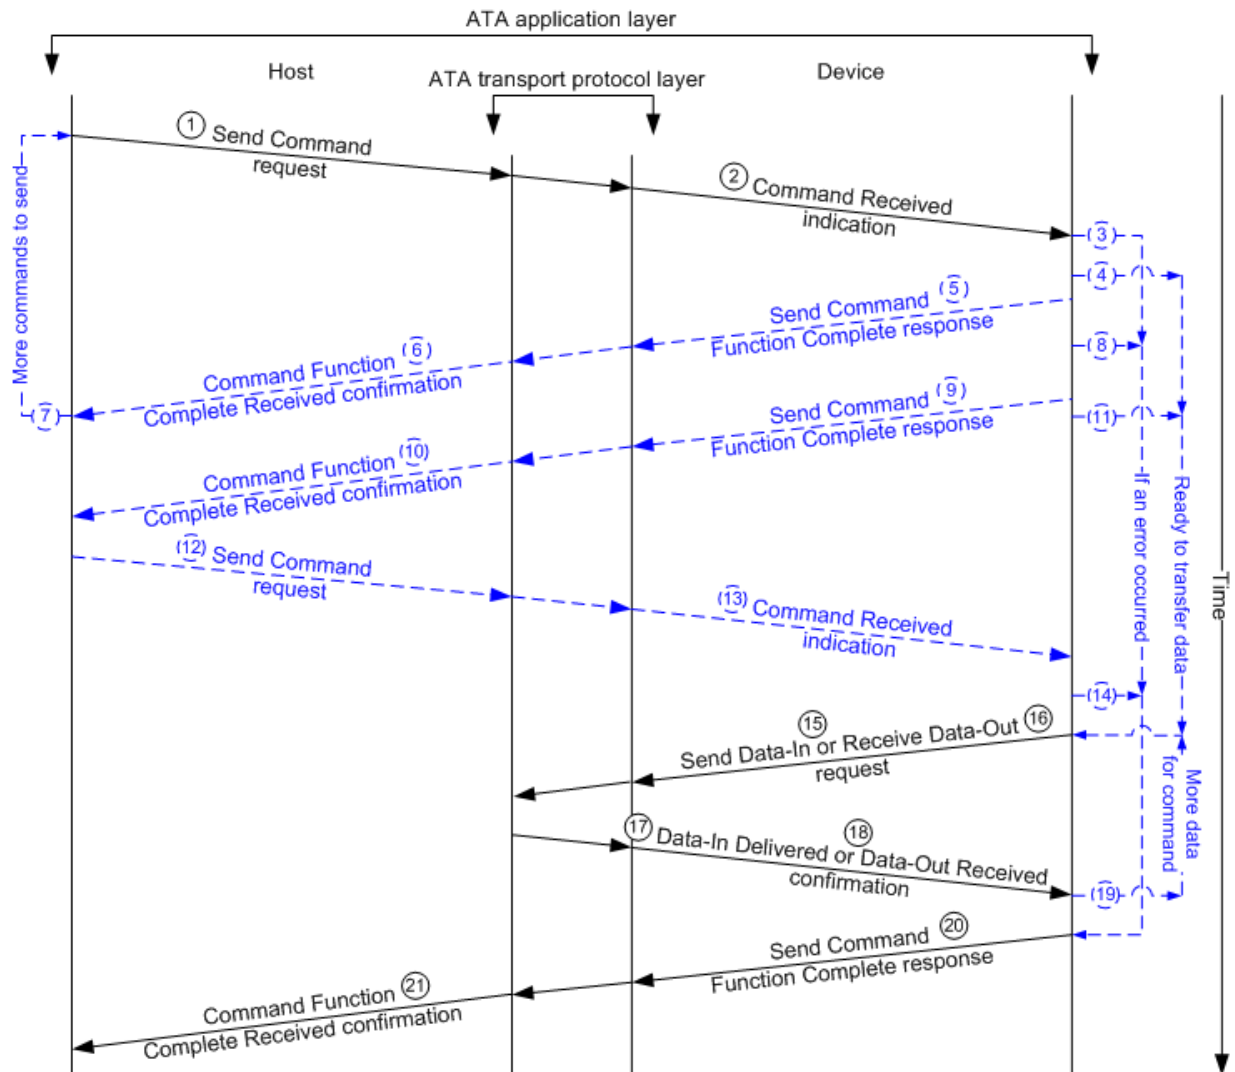 ATA application layer
Host
Device
ATA transport protocol layer
1 Send Command
request
2 Command Received
indication
More commands to send
(3)
(4)
Send Command (5)
Function Complete response
Command Function (6)
Complete Received confirmation
(7)
(8)
Send Command (9)
Function Complete response
Command Function (10)
Complete Received confirmation
(11)
If an error occurred
Ready to transfer data
Time
(12) Send Command
request
(13) Command Received
indication
(14)
15 16
Send Data-In or Receive Data-Out
request
More data
for command
17 18
Data-In Delivered or Data-Out Received
confirmation
(19)
Send Command 20
Function Complete response
Command Function 21
Complete Received confirmation